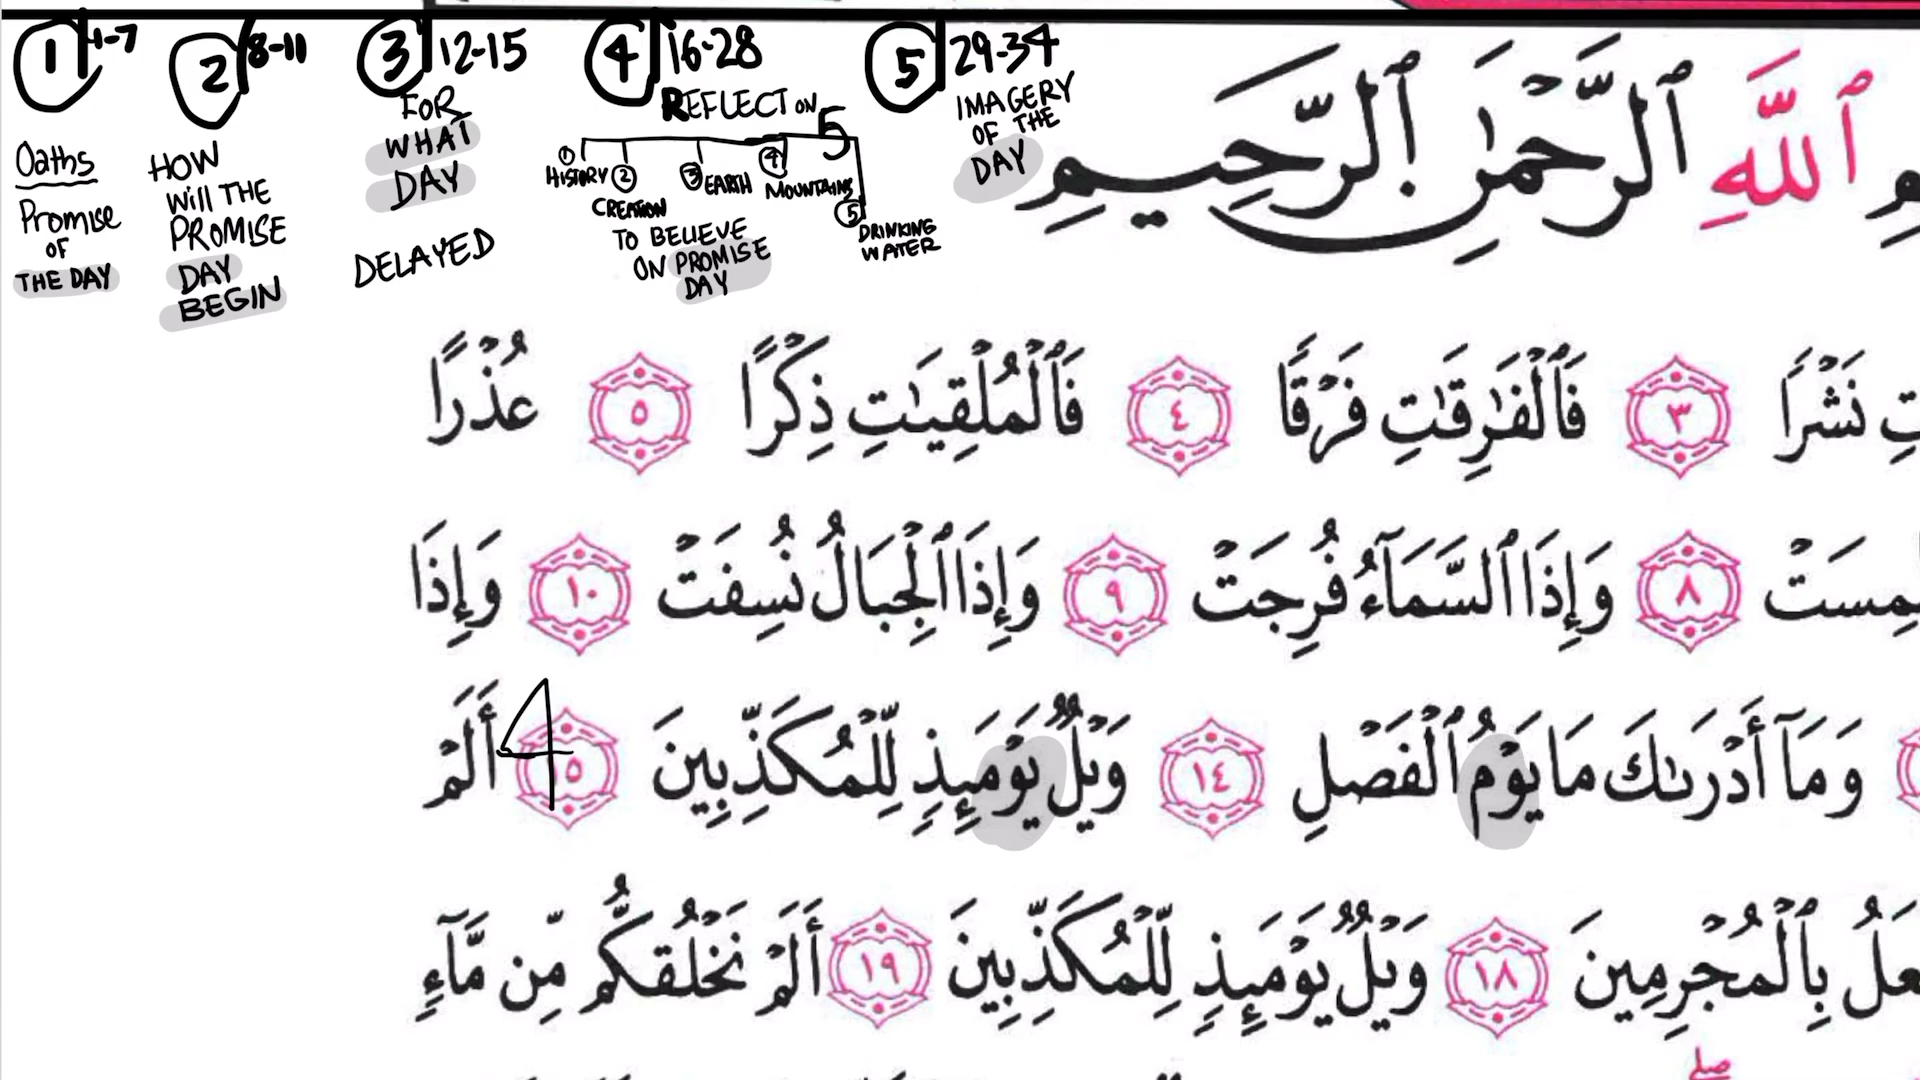 1 1-7
Oaths
Promise
OF
THE DAY
2 8-11
HOW
Will THE
PROMISE
DAY
BEGIN
3 12-15
FOR
WHAT
DAY
DELAYED
4 16-28
REFLECT ON 5
1 HISTORY 2 CREATION 3 EARTH 4 MOUNTAINS 5 DRINKING WATER
TO BELIEVE
ON PROMISE
DAY
5 29-34
IMAGERY
OF THE
DAY
ٱللَّهِ ٱلرَّحْمَٰنِ ٱلرَّحِيمِ
نَشْرًا ٣ فَٱلْفَٰرِقَٰتِ فَرْقًا ٤ فَٱلْمُلْقِيَٰتِ ذِكْرًا ٥ عُذْرًا
٨ وَإِذَا ٱلسَّمَآءُ فُرِجَتْ ٩ وَإِذَا ٱلْجِبَالُ نُسِفَتْ ١٠ وَإِذَا
وَمَآ أَدْرَىٰكَ مَا يَوْمُ ٱلْفَصْلِ ١٤ وَيْلٌ يَوْمَئِذٍ لِّلْمُكَذِّبِينَ ١٥ 4 أَلَمْ
بِٱلْمُجْرِمِينَ ١٨ وَيْلٌ يَوْمَئِذٍ لِّلْمُكَذِّبِينَ ١٩ أَلَمْ نَخْلُقكُّم مِّن مَّآءٍ